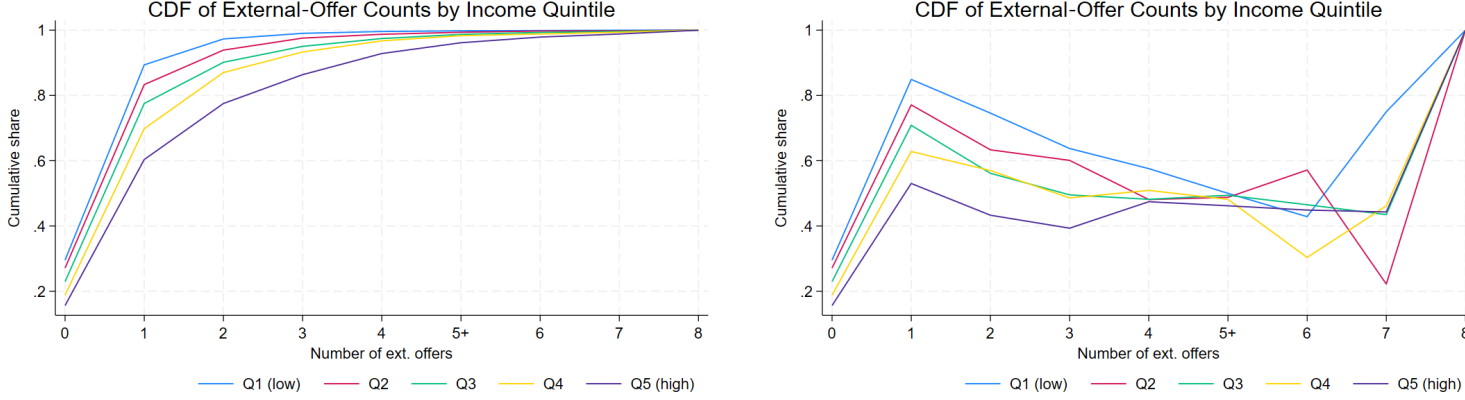 CDF of External-Offer Counts by Income Quintile
Cumulative share
1
.8
.6
.4
.2
0 1 2 3 4 5+ 6 7 8
Number of ext. offers
Q1 (low) Q2 Q3 Q4 Q5 (high)
CDF of External-Offer Counts by Income Quintile
Cumulative share
1
.8
.6
.4
.2
0 1 2 3 4 5+ 6 7 8
Number of ext. offers
Q1 (low) Q2 Q3 Q4 Q5 (high)